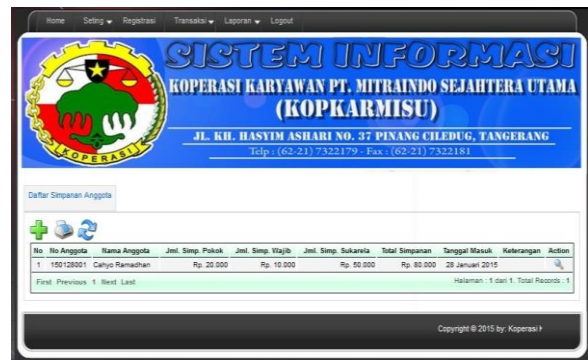 Home Seting Registrasi Transaksi Laporan Logout
SISTEM INFORMASI
KOPERASI KARYAWAN PT. MITRAINDO SEJAHTERA UTAMA
(KOPKARMISU)
JL. KH. HASYIM ASHARI NO. 37 PINANG CILEDUG, TANGERANG
Telp : (62-21) 7322179 - Fax : (62-21) 7322181
KOPERASI
Daftar Simpanan Anggota
No No Anggota Nama Anggota Jml. Simp. Pokok Jml. Simp. Wajib Jml. Simp. Sukarela Total Simpanan Tanggal Masuk Keterangan Action
1 150128001 Cahyo Ramadhan Rp. 20.000 Rp. 10.000 Rp. 50.000 Rp. 80.000 28 Januari 2015
First Previous 1 Next Last Halaman : 1 dari 1. Total Records : 1
Copyright © 2015 by: Koperasi